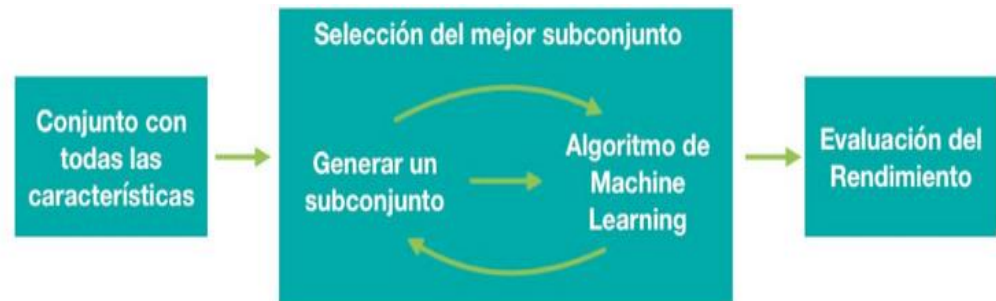 Selección del mejor subconjunto
Conjunto con
todas las
características
Generar un
subconjunto
Algoritmo de
Machine
Learning
Evaluación del
Rendimiento